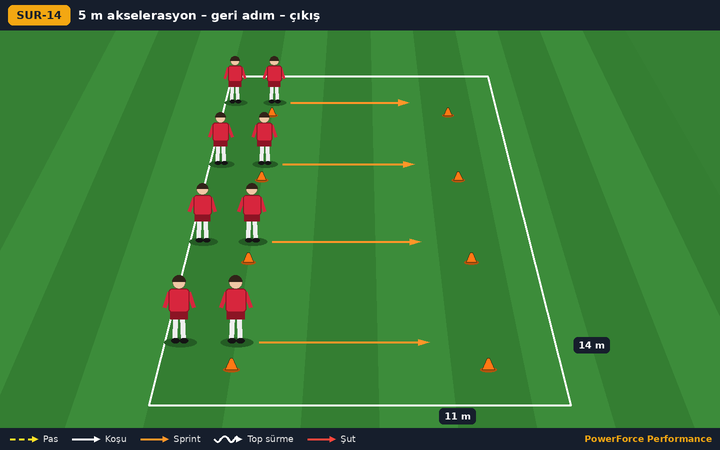 SUR-14 5 m akselerasyon – geri adım – çıkış
14 m
11 m
Pas Koşu Sprint Top sürme Şut PowerForce Performance